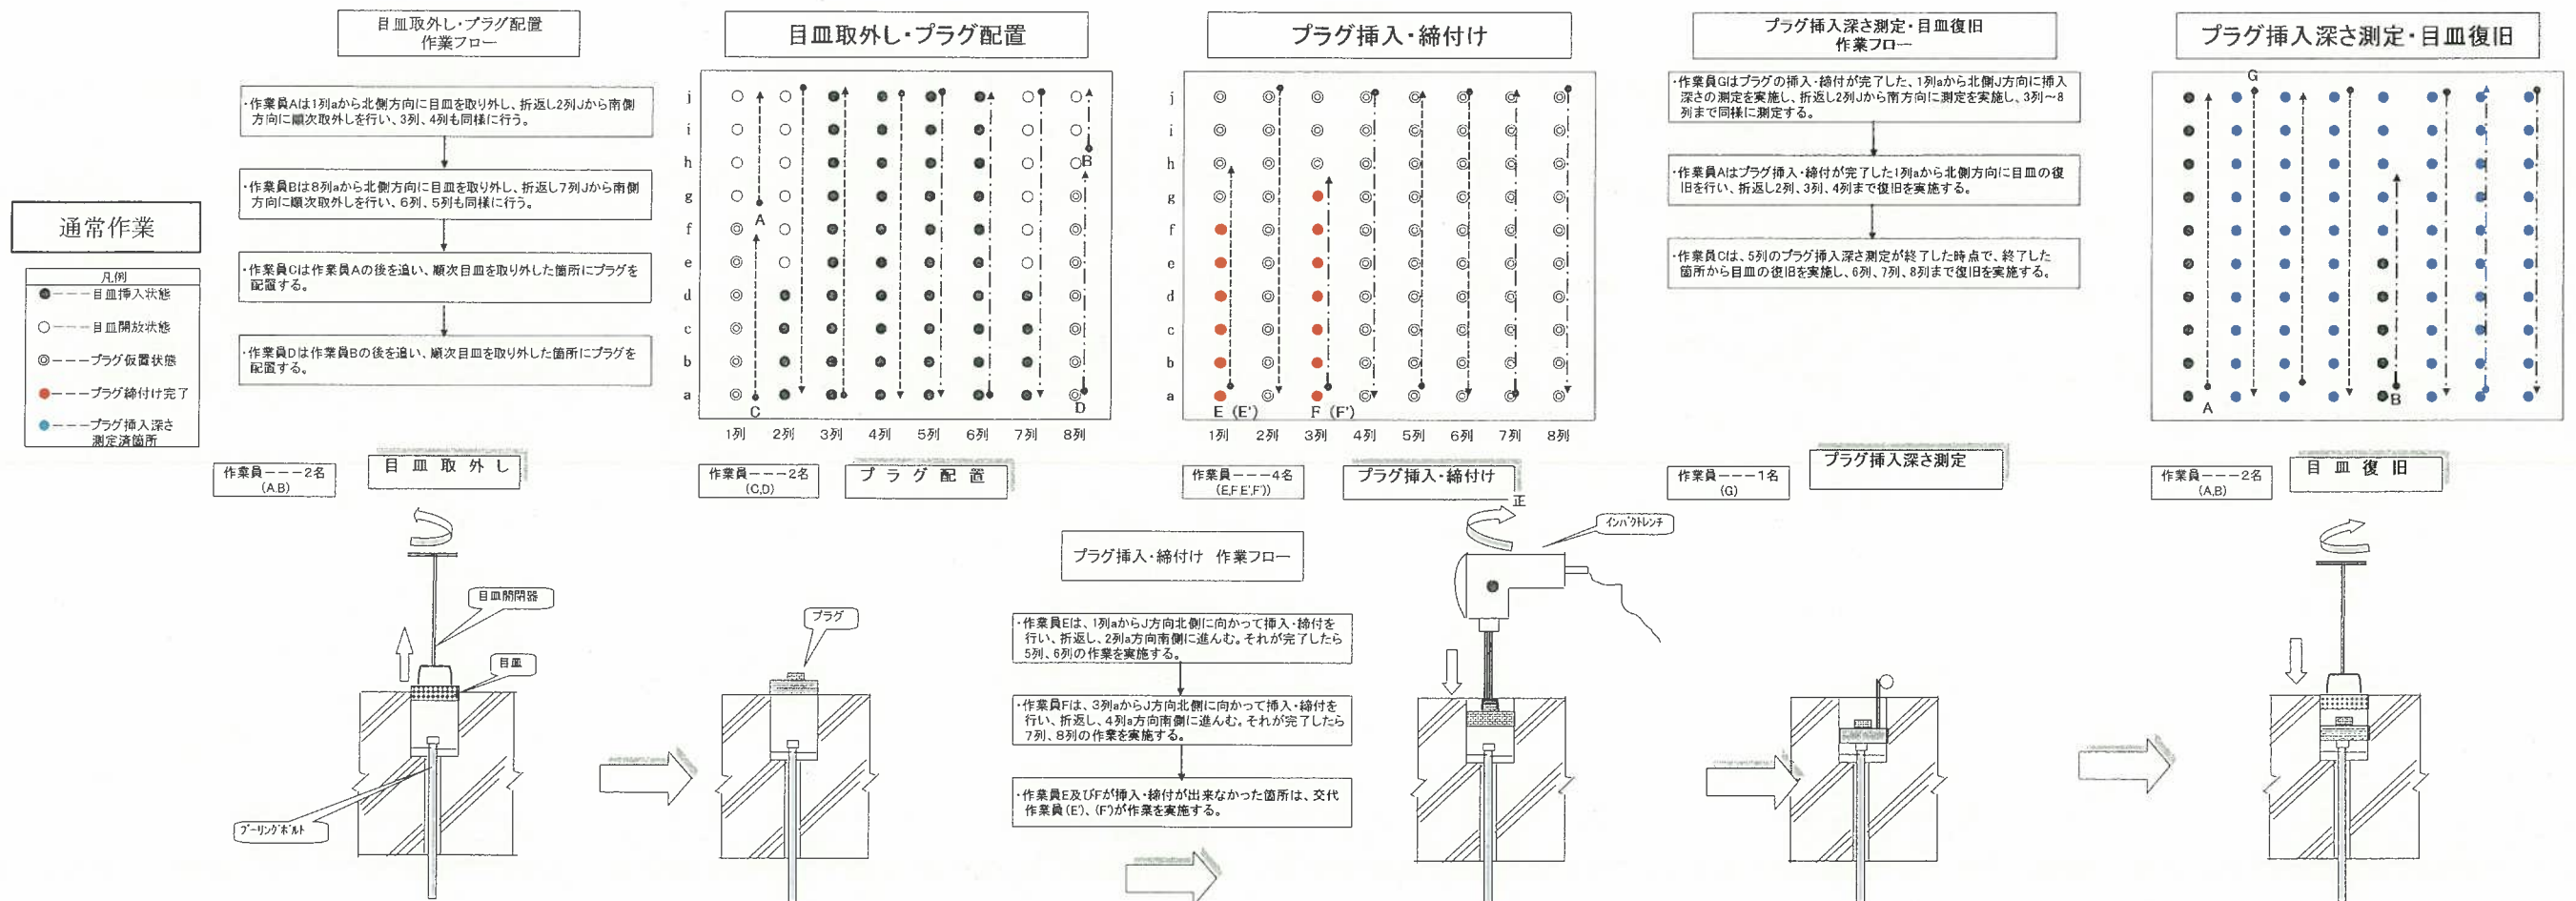 目皿取外し・プラグ配置
作業フロー
・作業員Aは1列aから北側方向に目皿を取り外し、折返し2列Jから南側
方向に順次取外しを行い、3列、4列も同様に行う。
・作業員Bは8列aから北側方向に目皿を取り外し、折返し7列Jから南側
方向に順次取外しを行い、6列、5列も同様に行う。
・作業員Cは作業員Aの後を追い、順次目皿を取り外した箇所にプラグを
配置する。
・作業員Dは作業員Bの後を追い、順次目皿を取り外した箇所にプラグを
配置する。
通常作業
凡例
目皿挿入状態
目皿開放状態
プラグ仮置状態
プラグ締付け完了
プラグ挿入深さ
測定済箇所
目皿取外し・プラグ配置
j
i
h
g
f
e
d
c
b
a
A
B
C
D
1列 2列 3列 4列 5列 6列 7列 8列
プラグ挿入・締付け
j
i
h
g
f
e
d
c
b
a
E (E') F (F')
1列 2列 3列 4列 5列 6列 7列 8列
プラグ挿入深さ測定・目皿復旧
作業フロー
・作業員Gはプラグの挿入・締付が完了した、1列aから北側J方向に挿入
深さの測定を実施し、折返し2列Jから南方向に測定を実施し、3列～8
列まで同様に測定する。
・作業員Aはプラグ挿入・締付が完了した1列aから北側方向に目皿の復
旧を行い、折返し2列、3列、4列まで復旧を実施する。
・作業員Cは、5列のプラグ挿入深さ測定が終了した時点で、終了した
箇所から目皿の復旧を実施し、6列、7列、8列まで復旧を実施する。
プラグ挿入深さ測定・目皿復旧
G
A
B
作業員---2名
(A.B)
目皿取外し
作業員---2名
(C,D)
プラグ配置
作業員---4名
(E,F,E',F'))
プラグ挿入・締付け
作業員---1名
(G)
プラグ挿入深さ測定
作業員---2名
(A,B)
目皿復旧
目皿開閉器
目皿
プーリングボルト
プラグ
プラグ挿入・締付け 作業フロー
・作業員Eは、1列aからJ方向北側に向かって挿入・締付を
行い、折返し、2列a方向南側に進んむ。それが完了したら
5列、6列の作業を実施する。
・作業員Fは、3列aからJ方向北側に向かって挿入・締付を
行い、折返し、4列a方向南側に進んむ。それが完了したら
7列、8列の作業を実施する。
・作業員E及びFが挿入・締付が出来なかった箇所は、交代
作業員(E')、(F')が作業を実施する。
正
インパクトレンチ